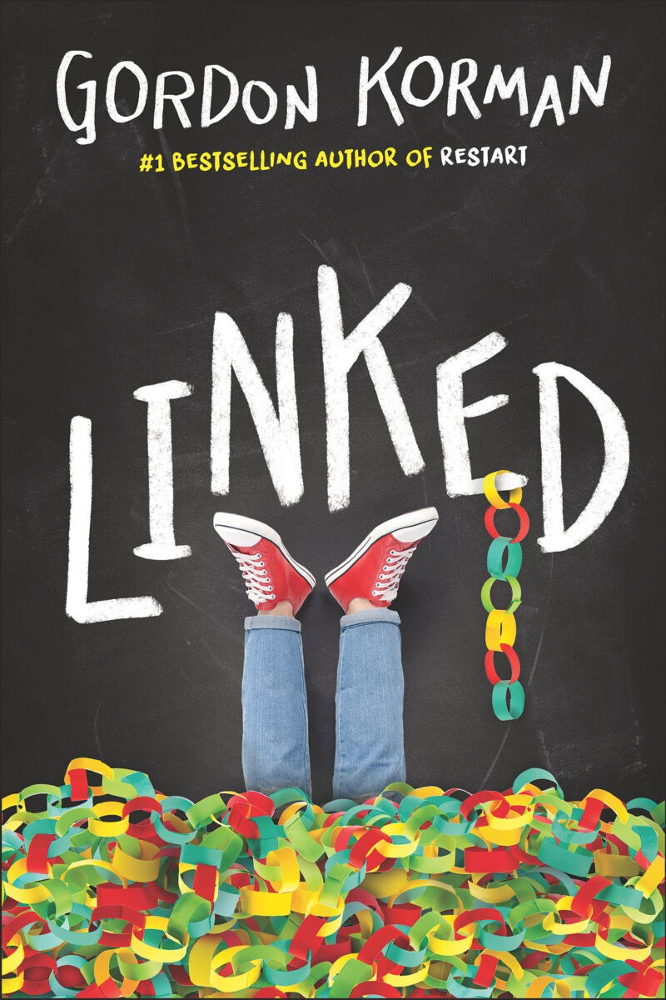 GORDON KORMAN
#1 BESTSELLING AUTHOR OF RESTART
LINKED